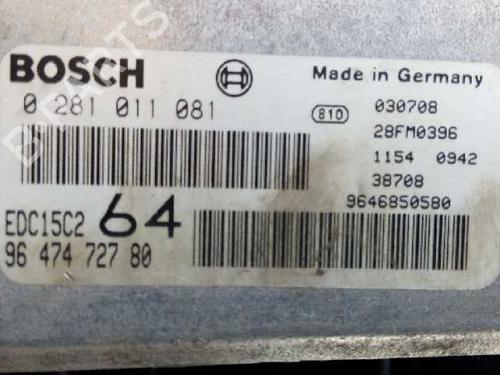 BOSCH
Made in Germany
0 281 011 081
810
030708
28FM0396
1154 0942
38708
9646850580
EDC15C2 64
96 474 727 80
B PARTS